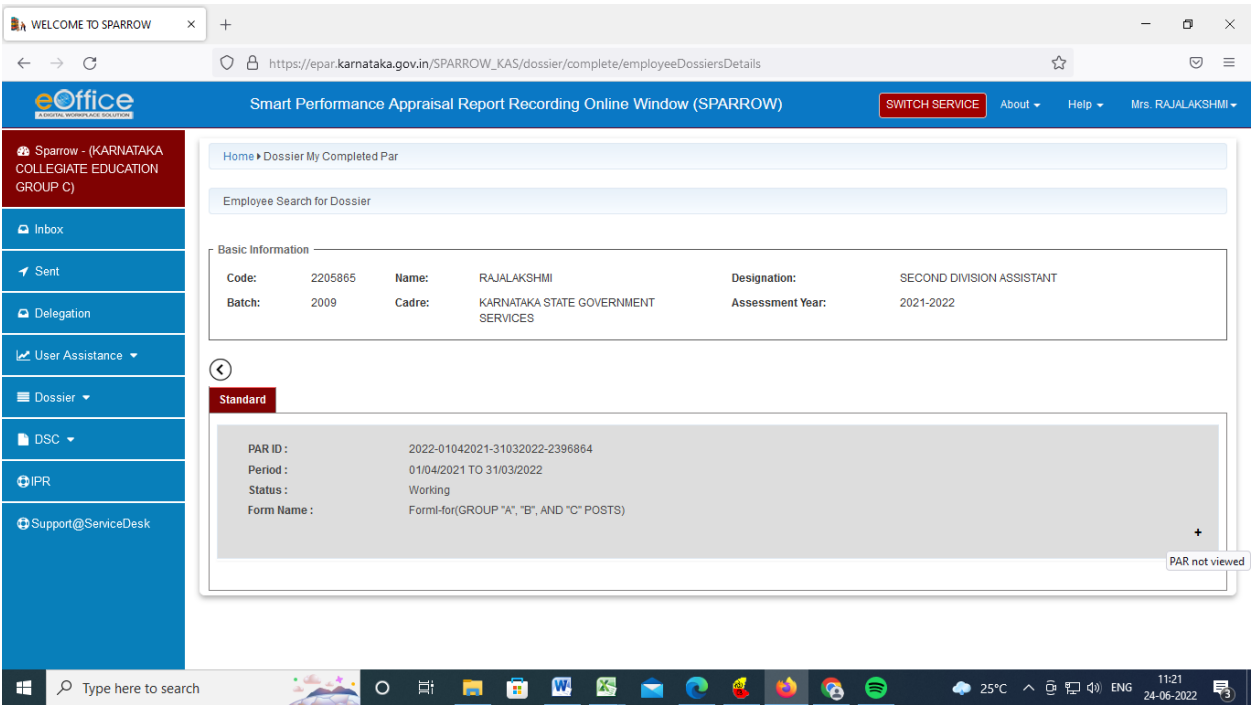 WELCOME TO SPARROW
https://epar.karnataka.gov.in/SPARROW_KAS/dossier/complete/employeeDossiersDetails
eOffice
A DIGITAL WORKPLACE SOLUTION
Smart Performance Appraisal Report Recording Online Window (SPARROW)
SWITCH SERVICE About Help Mrs. RAJALAKSHMI
Sparrow - (KARNATAKA
COLLEGIATE EDUCATION
GROUP C)
Inbox
Sent
Delegation
User Assistance
Dossier
DSC
IPR
Support@ServiceDesk
Home Dossier My Completed Par
Employee Search for Dossier
Basic Information
Code: 2205865 Name: RAJALAKSHMI Designation: SECOND DIVISION ASSISTANT
Batch: 2009 Cadre: KARNATAKA STATE GOVERNMENT Assessment Year: 2021-2022
SERVICES
Standard
PAR ID : 2022-01042021-31032022-2396864
Period : 01/04/2021 TO 31/03/2022
Status : Working
Form Name : FormI-for(GROUP "A", "B", AND "C" POSTS)
+
PAR not viewed
Type here to search
25°C ENG
11:21
24-06-2022
3